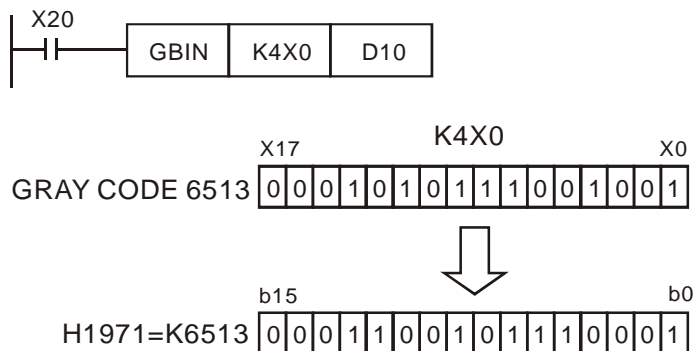 X20
GBIN K4X0 D10
K4X0
X17 X0
GRAY CODE 6513 0 0 0 1 0 1 0 1 1 1 0 0 1 0 0 1
b15 b0
H1971=K6513 0 0 0 1 1 0 0 1 0 1 1 1 0 0 0 1